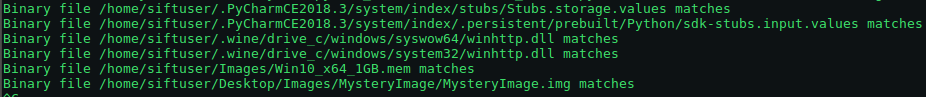 Binary file /home/siftuser/.PyCharmCE2018.3/system/index/stubs/Stubs.storage.values matches
Binary file /home/siftuser/.PyCharmCE2018.3/system/index/.persistent/prebuilt/Python/sdk-stubs.input.values matches
Binary file /home/siftuser/.wine/drive_c/windows/syswow64/winhttp.dll matches
Binary file /home/siftuser/.wine/drive_c/windows/system32/winhttp.dll matches
Binary file /home/siftuser/Images/Win10_x64_1GB.mem matches
Binary file /home/siftuser/Desktop/Images/MysteryImage/MysteryImage.img matches